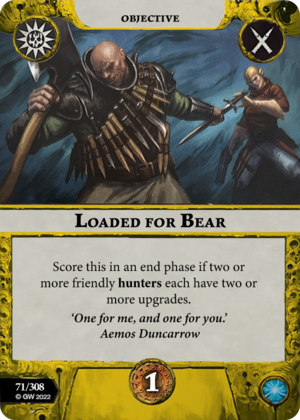 OBJECTIVE
LOADED FOR BEAR
Score this in an end phase if two or
more friendly hunters each have two or
more upgrades.
‘One for me, and one for you.’
Aemos Duncarrow
71/308
© GW 2022
1